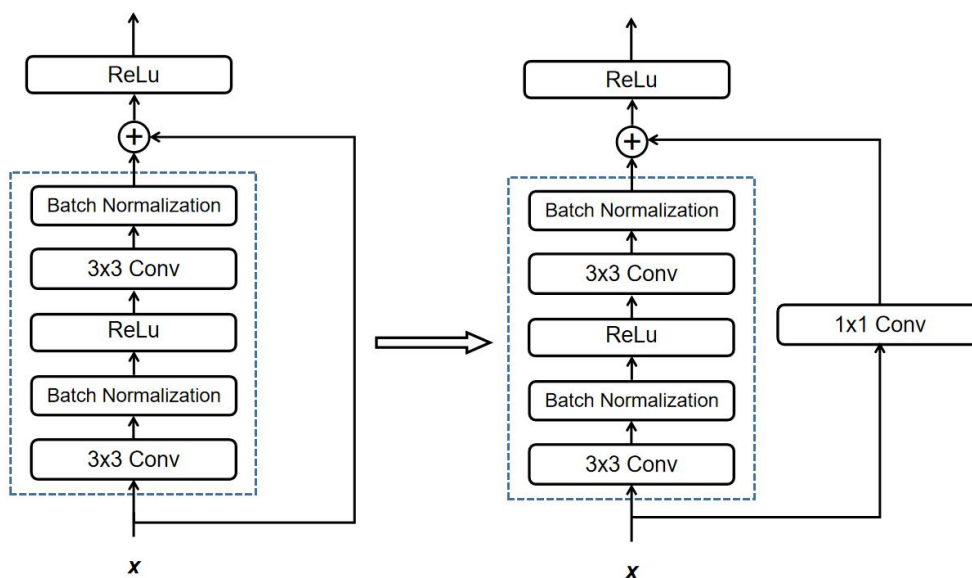 ReLu
+
Batch Normalization
3x3 Conv
ReLu
Batch Normalization
3x3 Conv
x
ReLu
+
Batch Normalization
3x3 Conv
ReLu
Batch Normalization
3x3 Conv
1x1 Conv
x